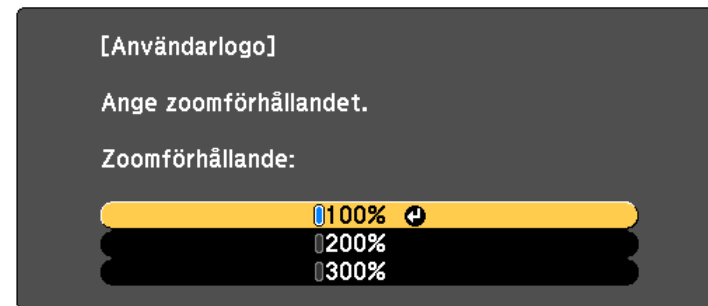 [Användarlogo]
Ange zoomförhållandet.
Zoomförhållande:
100%
200%
300%